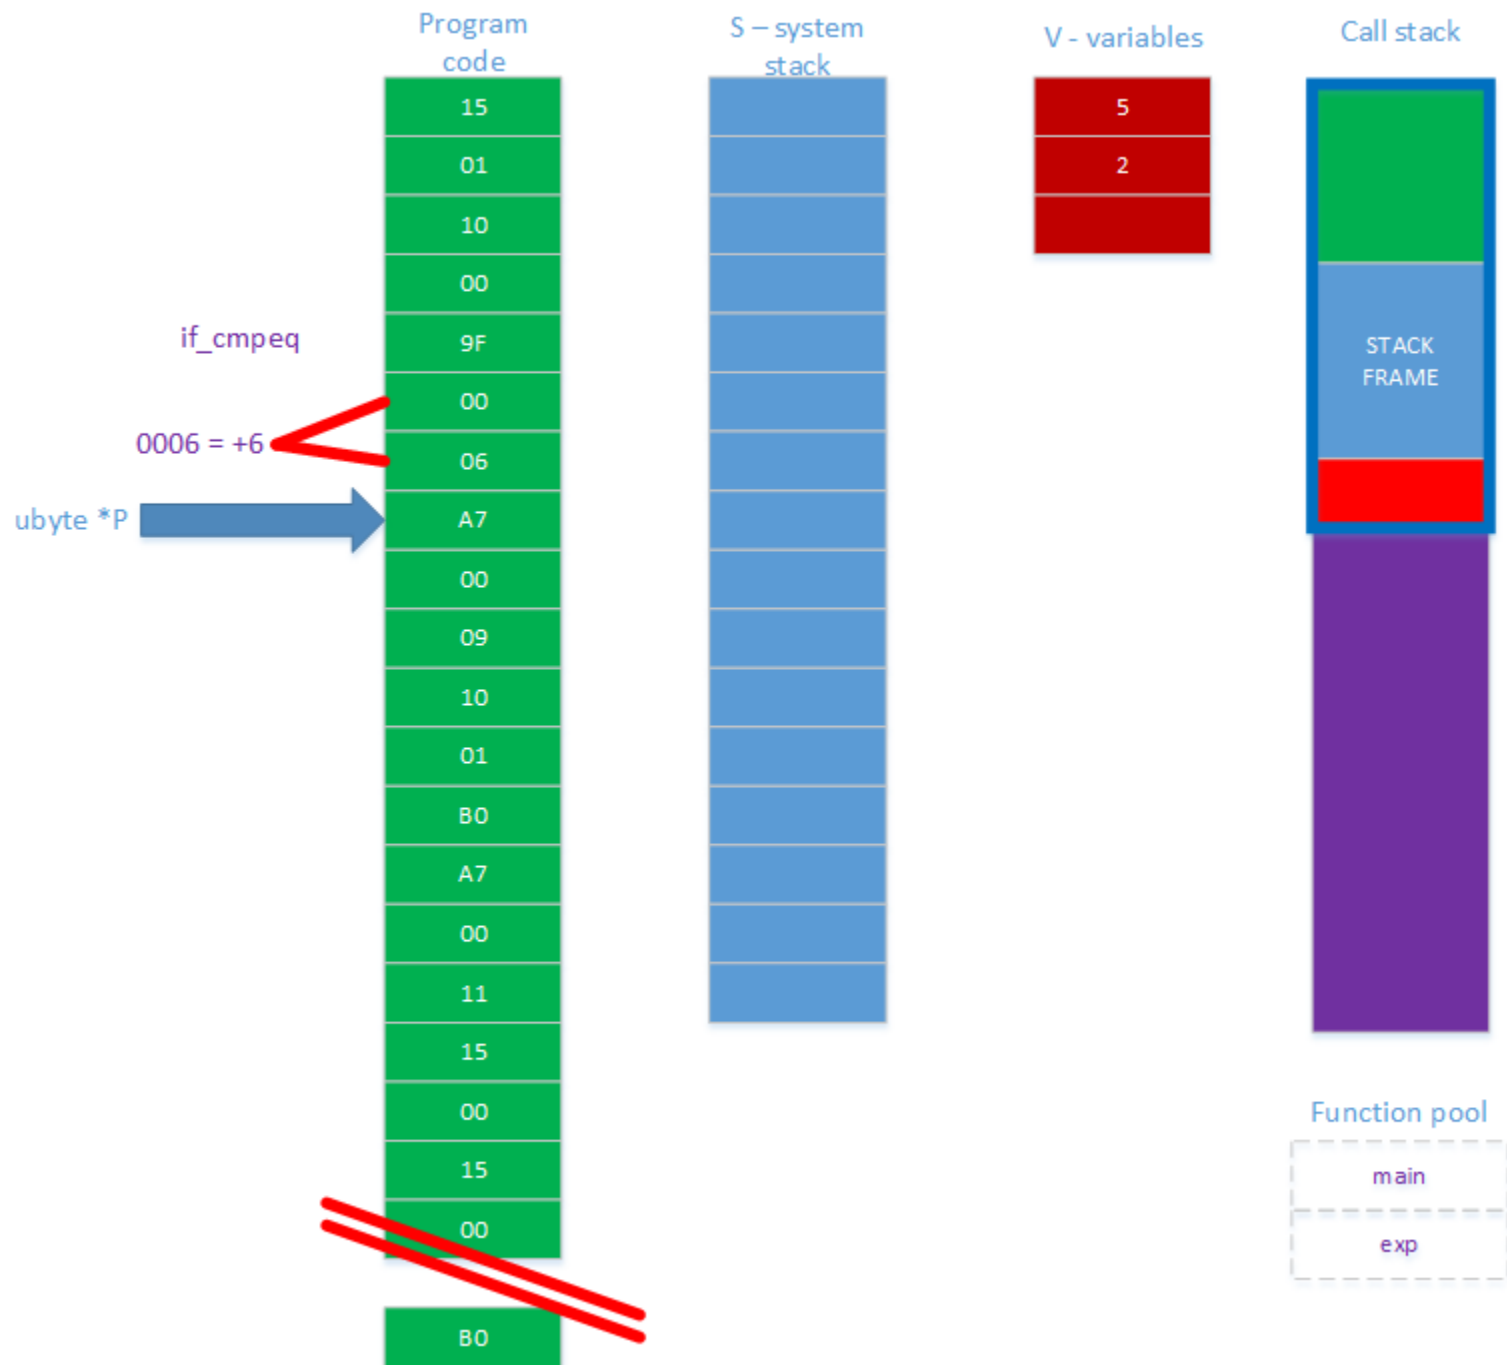 Program
code
S – system
stack
V - variables
Call stack
15
01
10
00
9F
00
06
A7
00
09
10
01
B0
A7
00
11
15
00
15
00
B0
if_cmpeq
0006 = +6
ubyte *P
5
2
STACK
FRAME
Function pool
main
exp